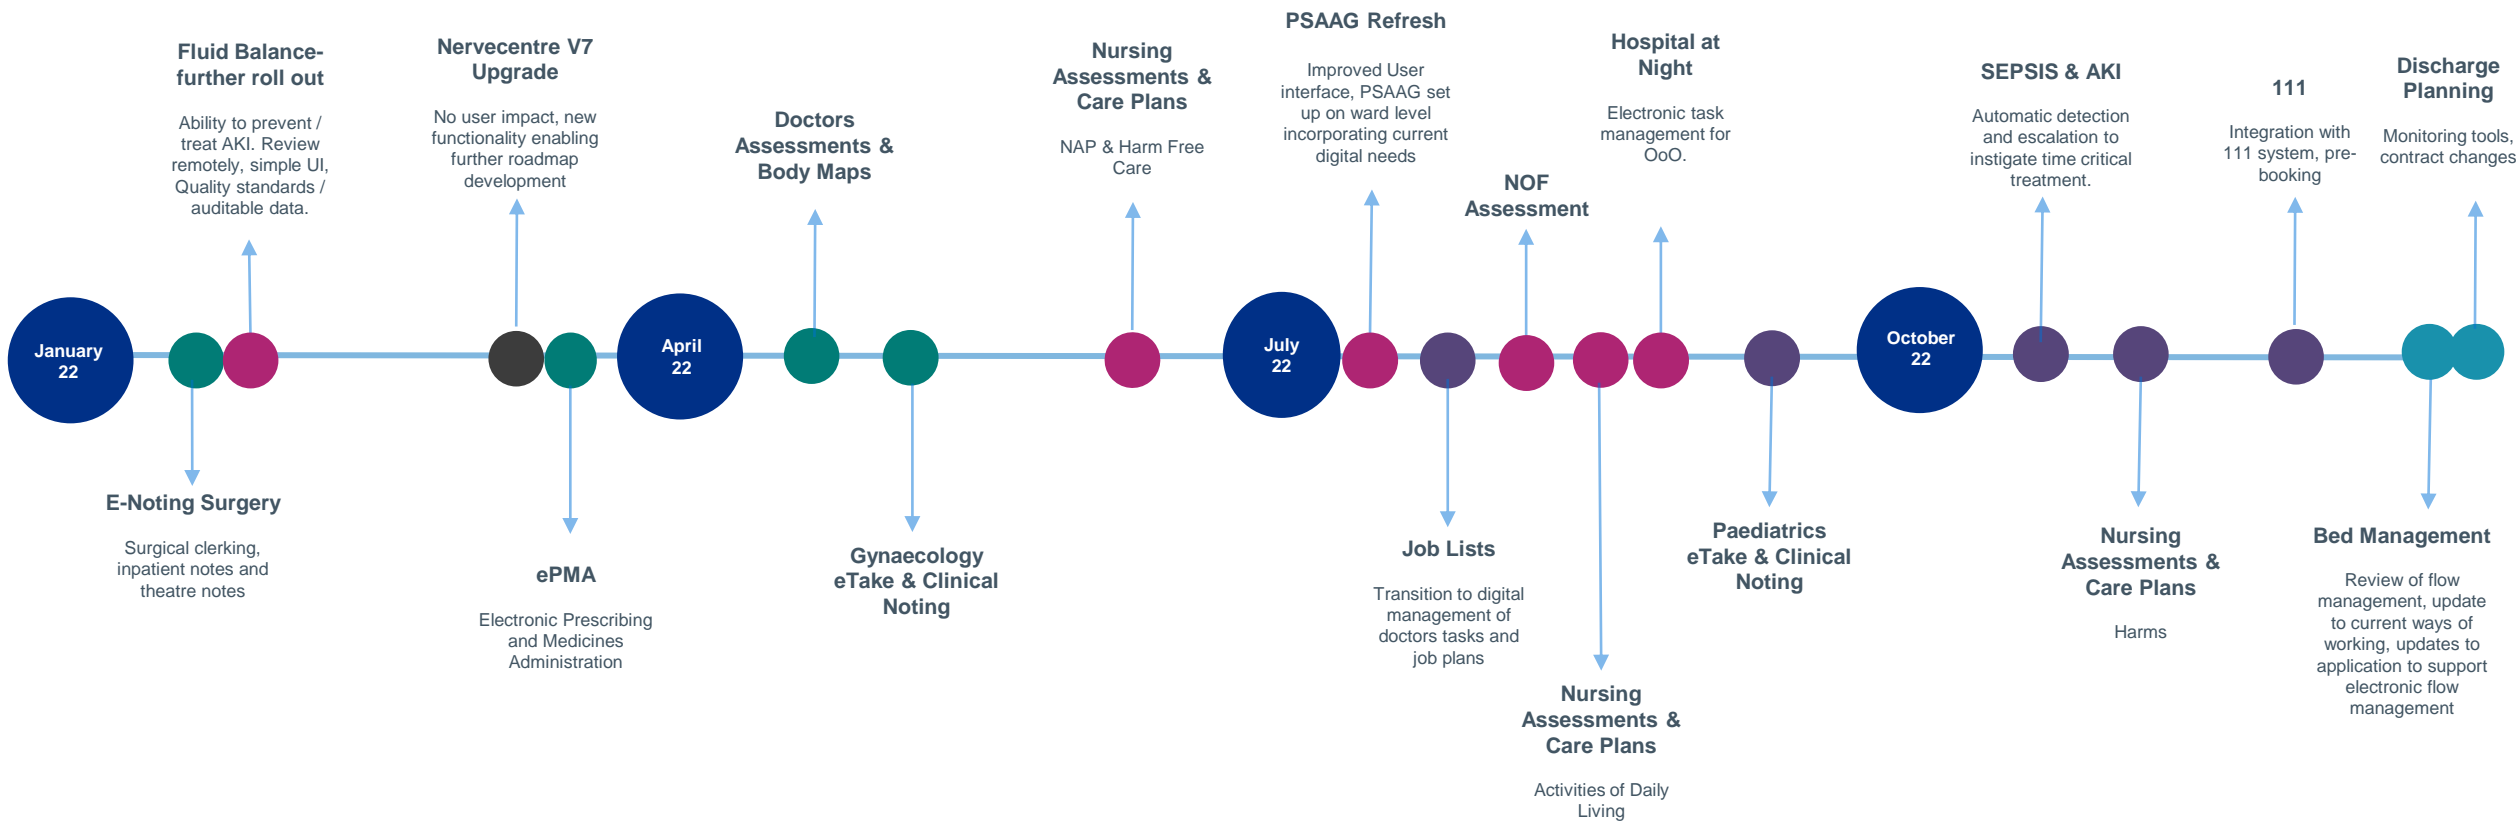 January
22
Fluid Balance-
further roll out
Ability to prevent /
treat AKI. Review
remotely, simple UI,
Quality standards /
auditable data.
E-Noting Surgery
Surgical clerking,
inpatient notes and
theatre notes
Nervecentre V7
Upgrade
No user impact, new
functionality enabling
further roadmap
development
ePMA
Electronic Prescribing
and Medicines
Administration
April
22
Doctors
Assessments &
Body Maps
Gynaecology
eTake & Clinical
Noting
Nursing
Assessments &
Care Plans
NAP & Harm Free
Care
July
22
PSAAG Refresh
Improved User
interface, PSAAG set
up on ward level
incorporating current
digital needs
Job Lists
Transition to digital
management of
doctors tasks and
job plans
NOF
Assessment
Nursing
Assessments &
Care Plans
Activities of Daily
Living
Hospital at
Night
Electronic task
management for
OoO.
Paediatrics
eTake & Clinical
Noting
October
22
SEPSIS & AKI
Automatic detection
and escalation to
instigate time critical
treatment.
Nursing
Assessments &
Care Plans
Harms
111
Integration with
111 system, pre-
booking
Bed Management
Review of flow
management, update
to current ways of
working, updates to
application to support
electronic flow
management
Discharge
Planning
Monitoring tools,
contract changes